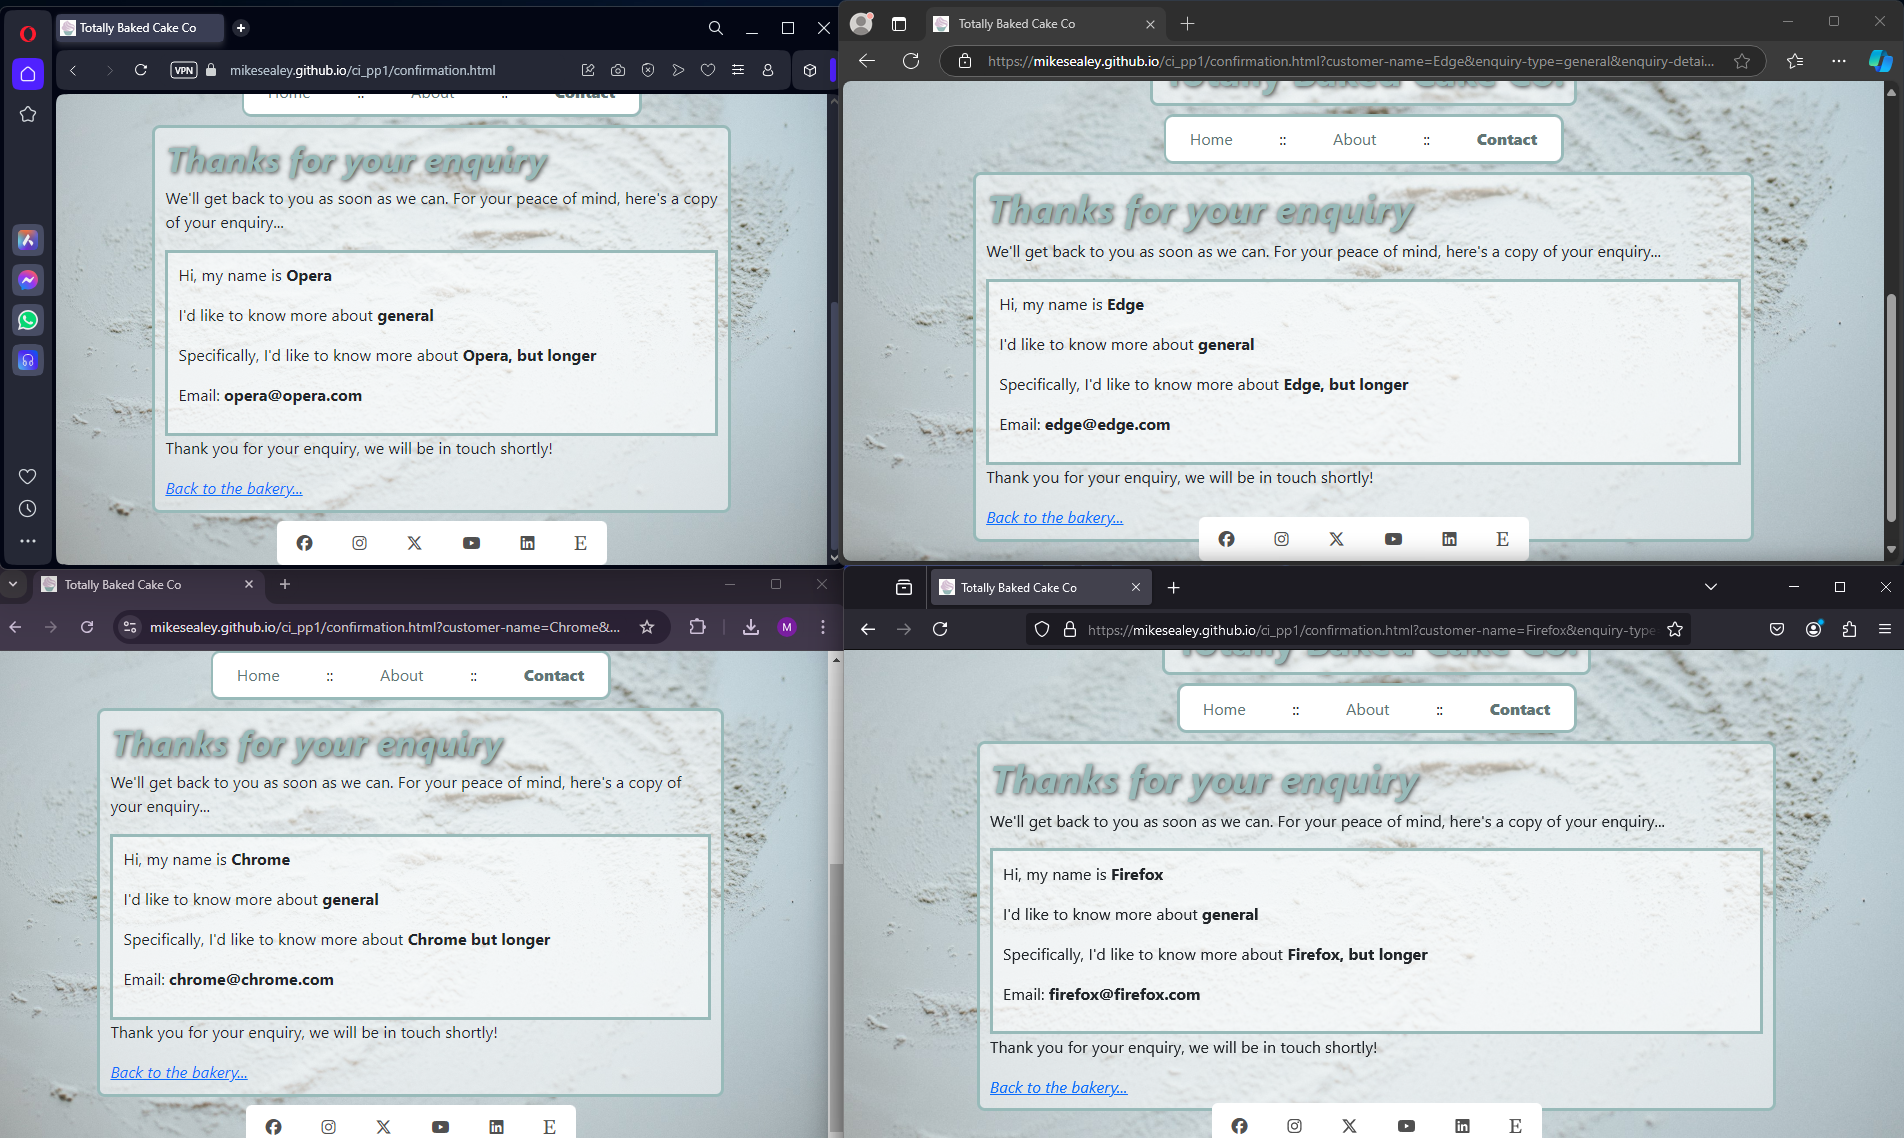 Totally Baked Cake Co
VPN
mikesealey.github.io/ci_pp1/confirmation.html
Home :: About :: Contact
Thanks for your enquiry
We'll get back to you as soon as we can. For your peace of mind, here's a copy
of your enquiry...
Hi, my name is Opera
I'd like to know more about general
Specifically, I'd like to know more about Opera, but longer
Email: opera@opera.com
Thank you for your enquiry, we will be in touch shortly!
Back to the bakery...
Totally Baked Cake Co
https://mikesealey.github.io/ci_pp1/confirmation.html?customer-name=Edge&enquiry-type=general&enquiry-detai...
Totally Baked Cake Co.
Home :: About :: Contact
Thanks for your enquiry
We'll get back to you as soon as we can. For your peace of mind, here's a copy of your enquiry...
Hi, my name is Edge
I'd like to know more about general
Specifically, I'd like to know more about Edge, but longer
Email: edge@edge.com
Thank you for your enquiry, we will be in touch shortly!
Back to the bakery...
Totally Baked Cake Co
mikesealey.github.io/ci_pp1/confirmation.html?customer-name=Chrome&...
M
Home :: About :: Contact
Thanks for your enquiry
We'll get back to you as soon as we can. For your peace of mind, here's a copy of
your enquiry...
Hi, my name is Chrome
I'd like to know more about general
Specifically, I'd like to know more about Chrome but longer
Email: chrome@chrome.com
Thank you for your enquiry, we will be in touch shortly!
Back to the bakery...
Totally Baked Cake Co
https://mikesealey.github.io/ci_pp1/confirmation.html?customer-name=Firefox&enquiry-type
Totally Baked Cake Co.
Home :: About :: Contact
Thanks for your enquiry
We'll get back to you as soon as we can. For your peace of mind, here's a copy of your enquiry...
Hi, my name is Firefox
I'd like to know more about general
Specifically, I'd like to know more about Firefox, but longer
Email: firefox@firefox.com
Thank you for your enquiry, we will be in touch shortly!
Back to the bakery...